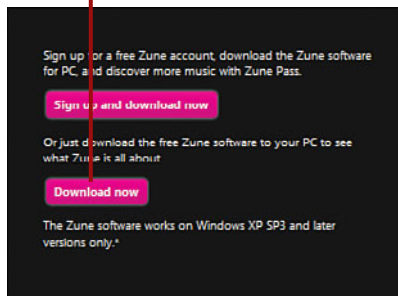 Sign up for a free Zune account, download the Zune software
for PC, and discover more music with Zune Pass.
Sign up and download now
Or just download the free Zune software to your PC to see
what Zune is all about
Download now
The Zune software works on Windows XP SP3 and later
versions only.*